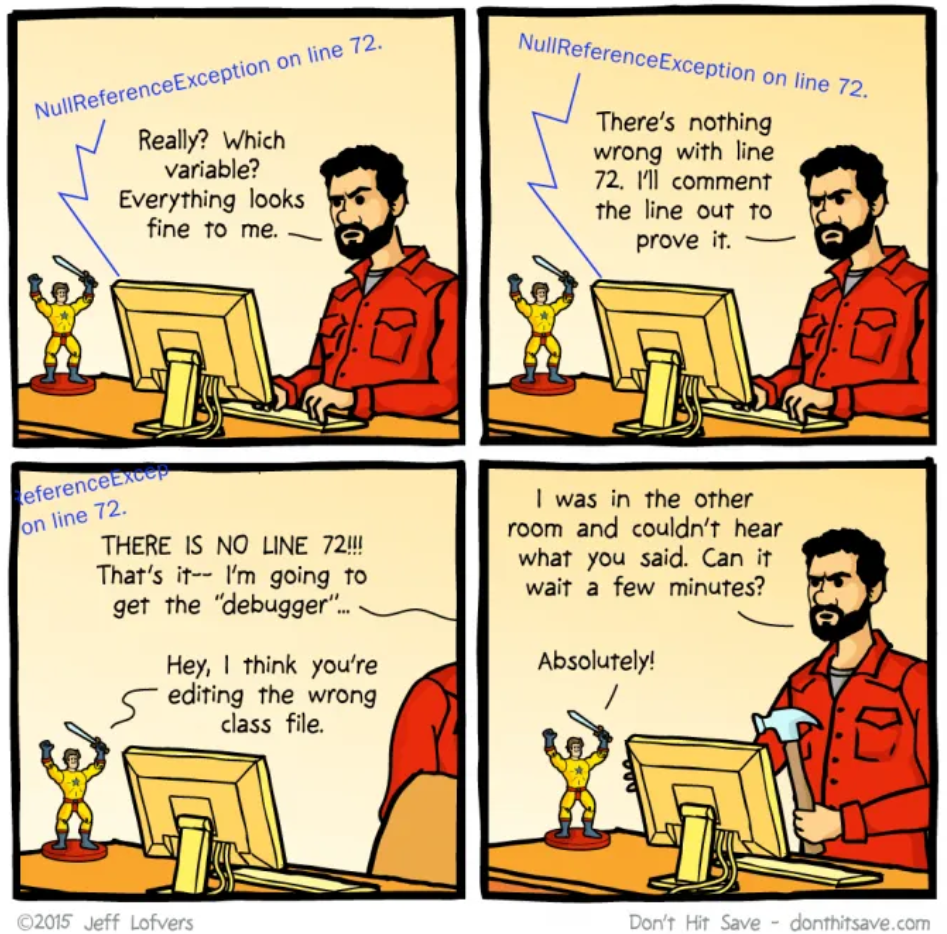 NullReferenceException on line 72.
Really? Which
variable?
Everything looks
fine to me.
NullReferenceException on line 72.
There's nothing
wrong with line
72. I'll comment
the line out to
prove it.
eferenceExcep
on line 72.
THERE IS NO LINE 72!!!
That's it-- I'm going to
get the "debugger"...
Hey, I think you're
editing the wrong
class file.
I was in the other
room and couldn't hear
what you said. Can it
wait a few minutes?
Absolutely!
©2015 Jeff Lofvers
Don't Hit Save - donthitsave.com